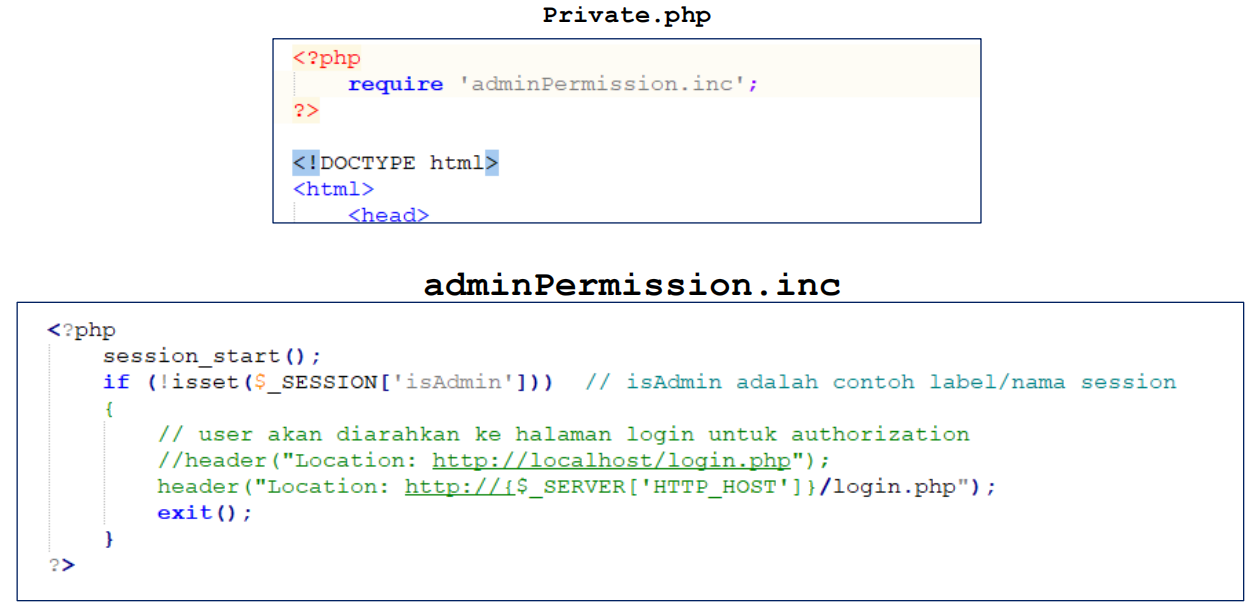 Private.php
<?php
require 'adminPermission.inc';
?>
<!DOCTYPE html>
<html>
<head>
adminPermission.inc
<?php
session_start();
if (!isset($_SESSION['isAdmin'])) // isAdmin adalah contoh label/nama session
{
// user akan diarahkan ke halaman login untuk authorization
//header("Location: http://localhost/login.php");
header("Location: http://{$_SERVER['HTTP_HOST']}/login.php");
exit();
}
?>